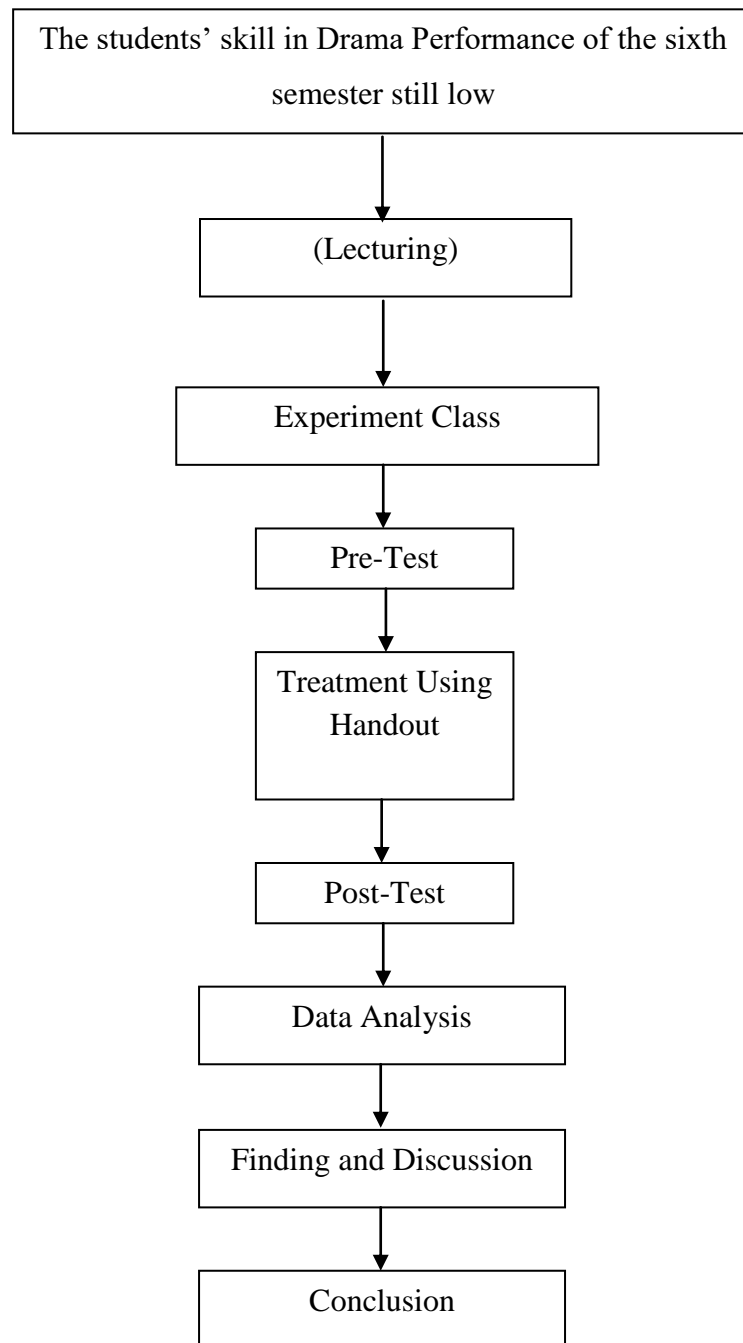 The students’ skill in Drama Performance of the sixth
semester still low
(Lecturing)
Experiment Class
Pre-Test
Treatment Using
Handout
Post-Test
Data Analysis
Finding and Discussion
Conclusion